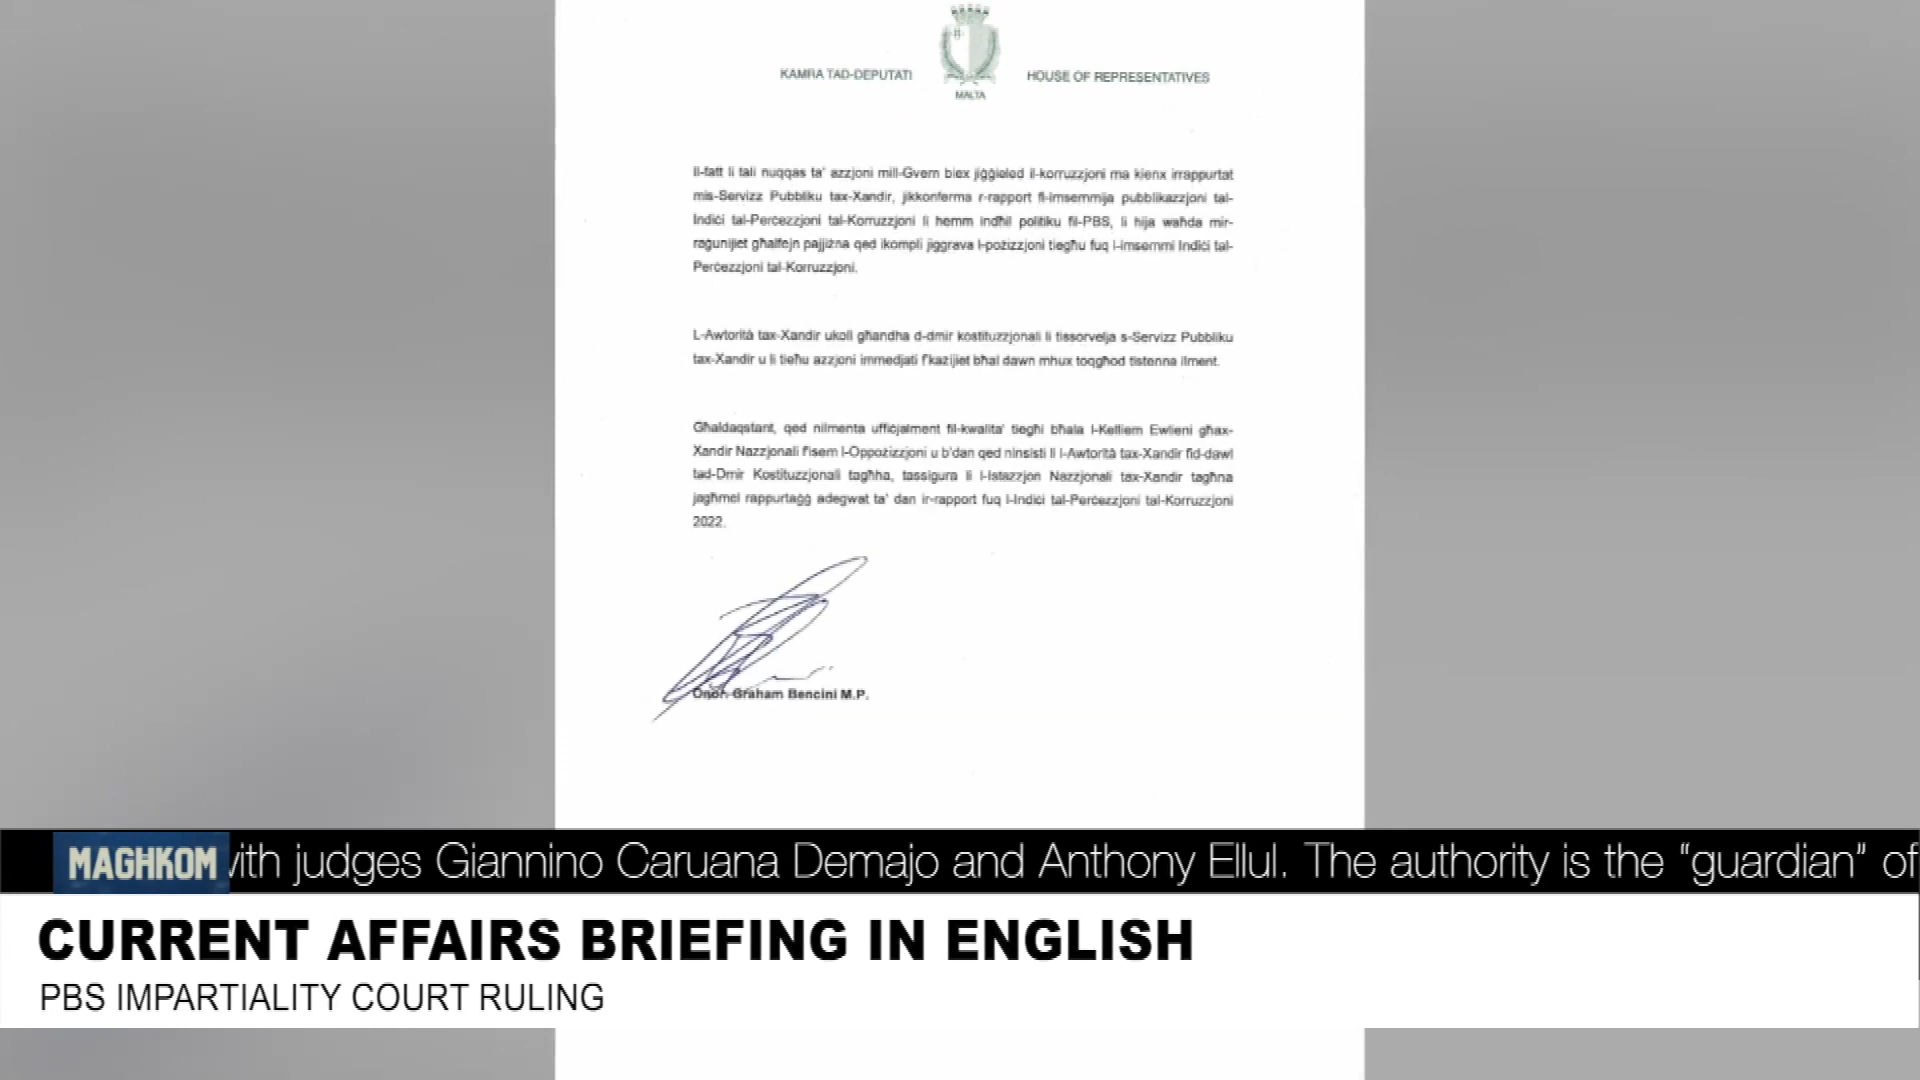 KAMRA TAD-DEPUTATI
HOUSE OF REPRESENTATIVES
MALTA
Il-fatt li tali nuqqas ta' azzjoni mill-Gvern biex jiġġieled il-korruzzjoni ma kienx irrappurtat
mis-Servizz Pubbliku tax-Xandir, jikkonferma r-rapport fl-imsemmija pubblikazzjoni tal-
Indiċi tal-Perċezzjoni tal-Korruzzjoni li hemm indħil politiku fil-PBS, li hija waħda mir-
raġunijiet għalfejn pajjiżna qed ikompli jiggrava l-pożizzjoni tiegħu fuq l-imsemmi Indiċi tal-
Perċezzjoni tal-Korruzzjoni.
L-Awtorità tax-Xandir ukoll għandha d-dmir kostituzzjonali li tissorvelja s-Servizz Pubbliku
tax-Xandir u li tieħu azzjoni immedjati f'każijiet bħal dawn mhux toqgħod tistenna ilment.
Għaldaqstant, qed nilmenta uffiċjalment fil-kwalita' tiegħi bħala l-Kelliem Ewlieni għax-
Xandir Nazzjonali f'isem l-Oppożizzjoni u b'dan qed ninsisti li l-Awtorità tax-Xandir fid-dawl
tad-Dmir Kostituzzjonali tagħha, tassigura li l-Istazzjon Nazzjonali tax-Xandir tagħna
jagħmel rappurtaġġ adegwat ta' dan ir-rapport fuq l-Indiċi tal-Perċezzjoni tal-Korruzzjoni
2022.
Onor. Graham Bencini M.P.
MAGHKOM
with judges Giannino Caruana Demajo and Anthony Ellul. The authority is the "guardian" of
CURRENT AFFAIRS BRIEFING IN ENGLISH
PBS IMPARTIALITY COURT RULING